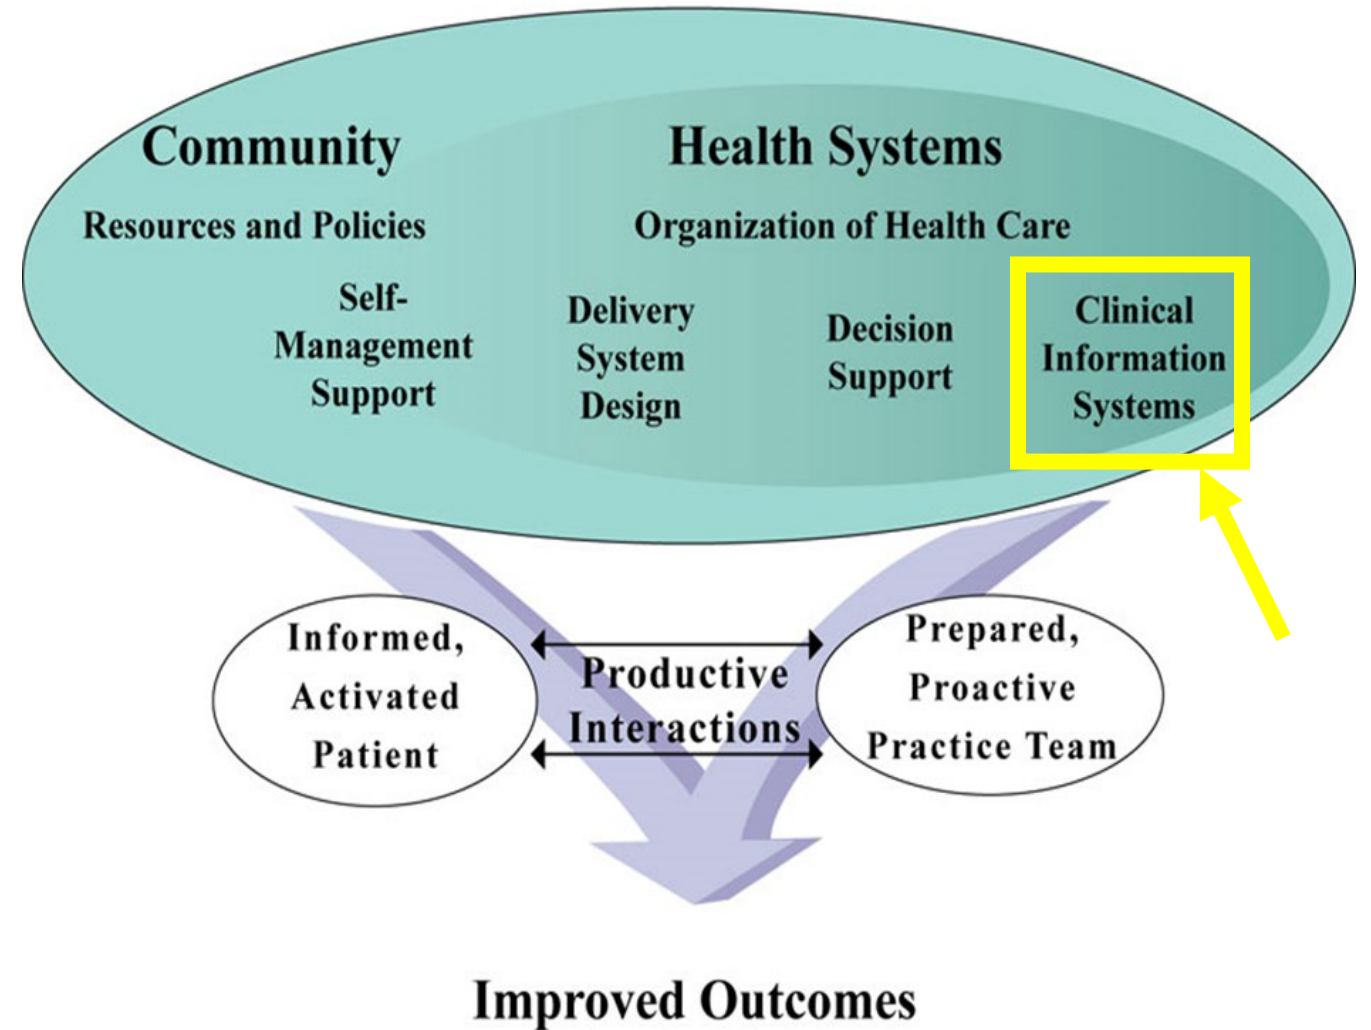 Community
Health Systems
Resources and Policies
Organization of Health Care
Self-
Management
Support
Delivery
System
Design
Decision
Support
Clinical
Information
Systems
Informed,
Activated
Patient
Productive
Interactions
Prepared,
Proactive
Practice Team
Improved Outcomes